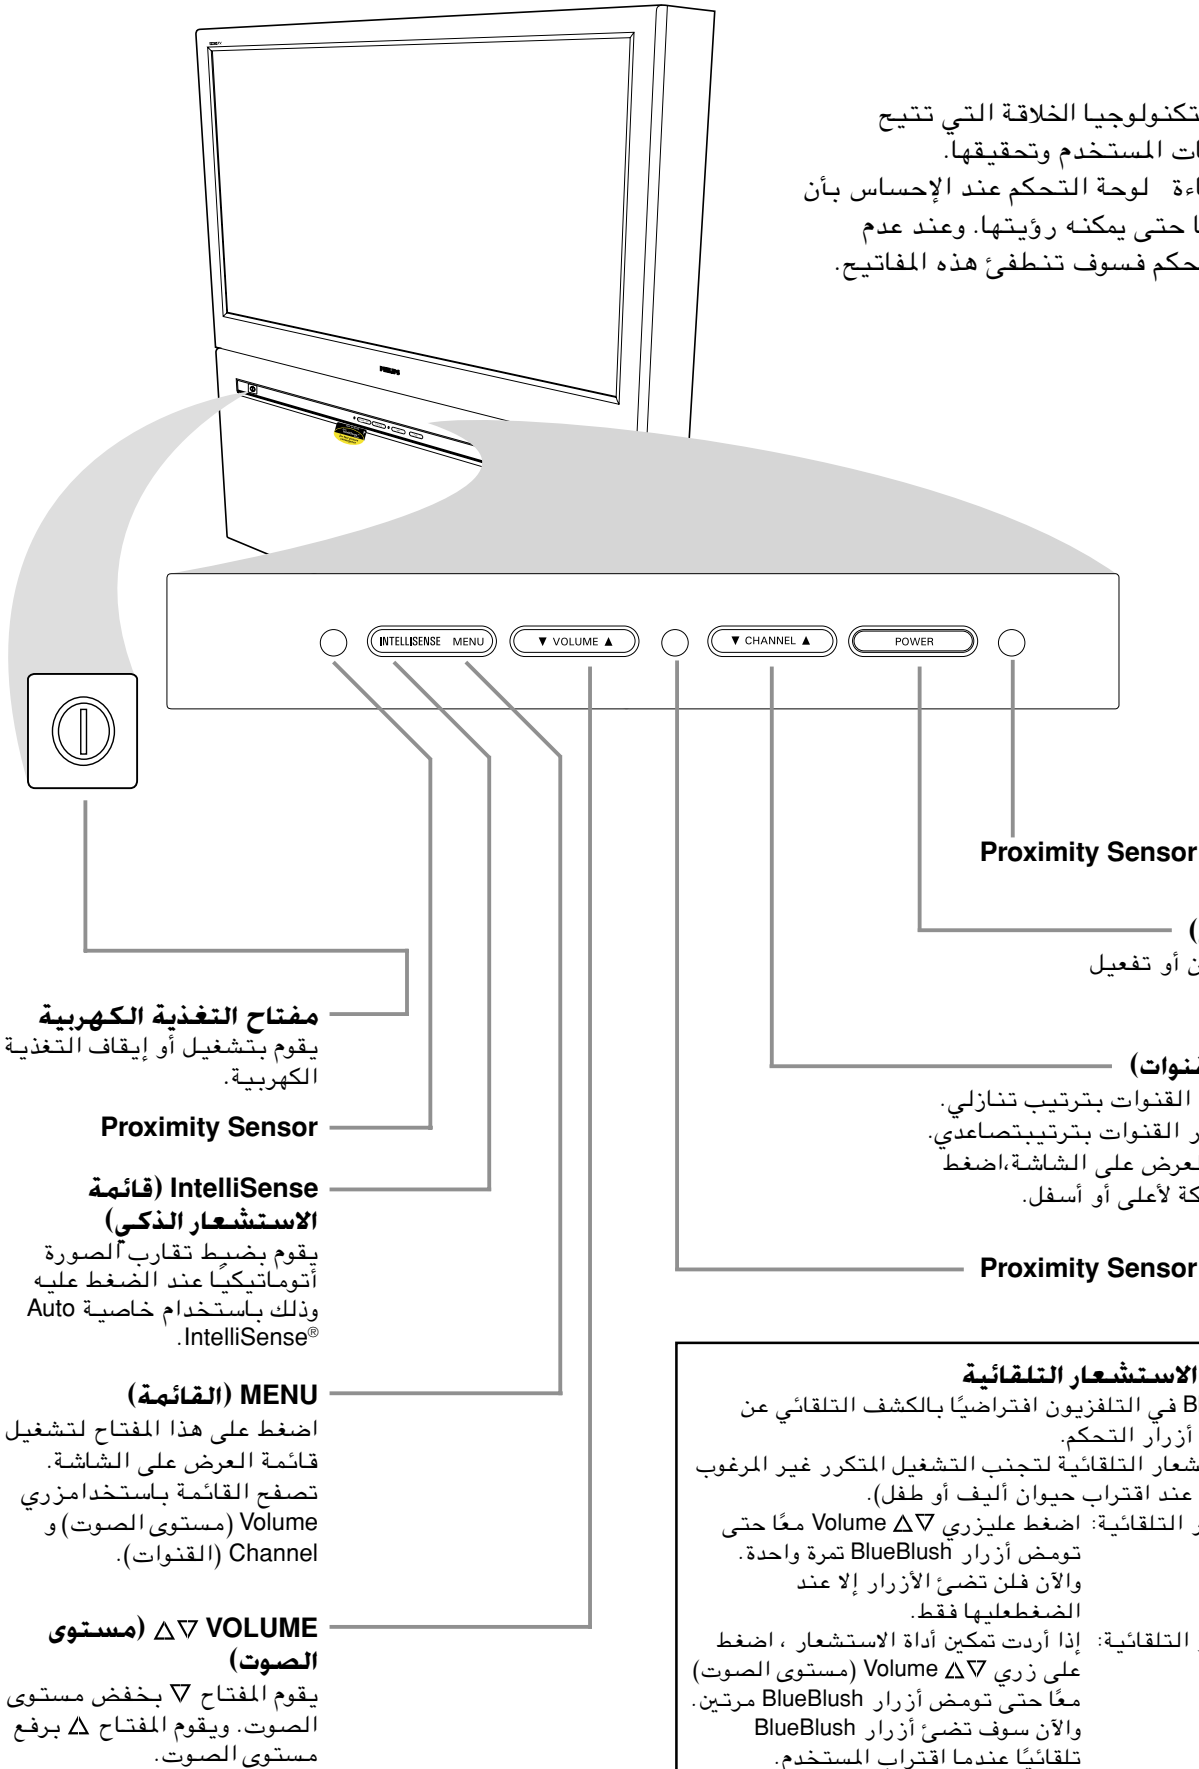 تكنولوجيا الخلاقة التي تتيح
المستخدم وتحقيقها.
لوحة التحكم عند الإحساس بأن
حتى يمكنه رؤيتها. وعند عدم
فسوف تنطفئ هذه المفاتيح.
PHILIPS
INTELLISENSE MENU
▼ VOLUME ▲
▼ CHANNEL ▲
POWER
Proximity Sensor
(
أو تفعيل
مفتاح التغذية الكهربية
يقوم بتشغيل أو إيقاف التغذية
الكهربية.
قنوات)
القنوات بترتيب تنازلي.
القنوات بترتيبتصاعدي.
لعرض على الشاشة،اضغط
لأعلى أو أسفل.
Proximity Sensor
Proximity Sensor
IntelliSense (قائمة
الاستشعار الذكي)
يقوم بضبط تقارب الصورة
أتوماتيكيًا عند الضغط عليه
وذلك باستخدام خاصية Auto
IntelliSense®.
MENU (القائمة)
اضغط على هذا المفتاح لتشغيل
قائمة العرض على الشاشة.
تصفح القائمة باستخدامزري
Volume (مستوى الصوت) و
Channel (القنوات).
VOLUME ▽△ (مستوى
الصوت)
يقوم المفتاح ▽ بخفض مستوى
الصوت. ويقوم المفتاح △ برفع
مستوى الصوت.
الاستشعار التلقائية
في التلفزيون افتراضيًا بالكشف التلقائي عن
أزرار التحكم.
التلقائية لتجنب التشغيل المتكرر غير المرغوب
عند اقتراب حيوان أليف أو طفل).
التلقائية: اضغط عليزري Volume △▽ معًا حتى
تومض أزرار BlueBlush تمرة واحدة.
والآن فلن تضئ الأزرار إلا عند
الضغطعليها فقط.
التلقائية: إذا أردت تمكين أداة الاستشعار ، اضغط
على زري Volume △▽ (مستوى الصوت)
معًا حتى تومض أزرار BlueBlush مرتين.
والآن سوف تضئ أزرار BlueBlush
تلقائيًا عندما اقتراب المستخدم.